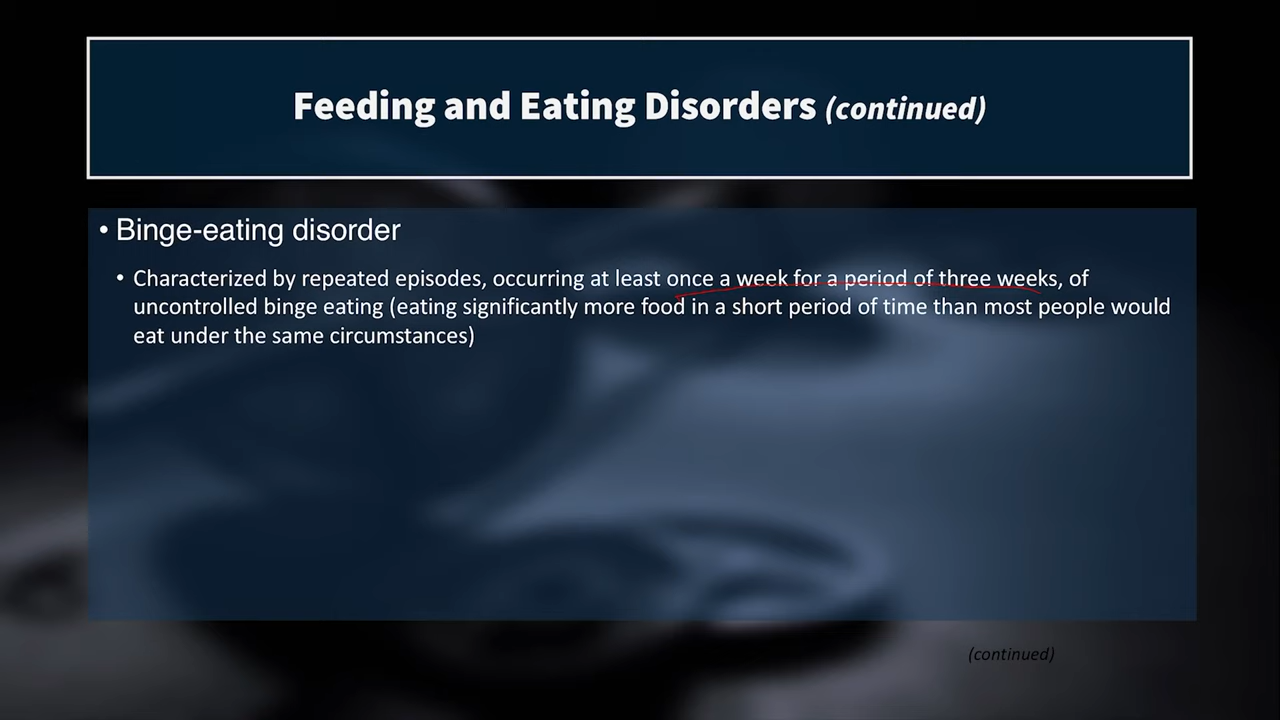 Feeding and Eating Disorders (continued)
• Binge-eating disorder
• Characterized by repeated episodes, occurring at least once a week for a period of three weeks, of
uncontrolled binge eating (eating significantly more food in a short period of time than most people would
eat under the same circumstances)
(continued)